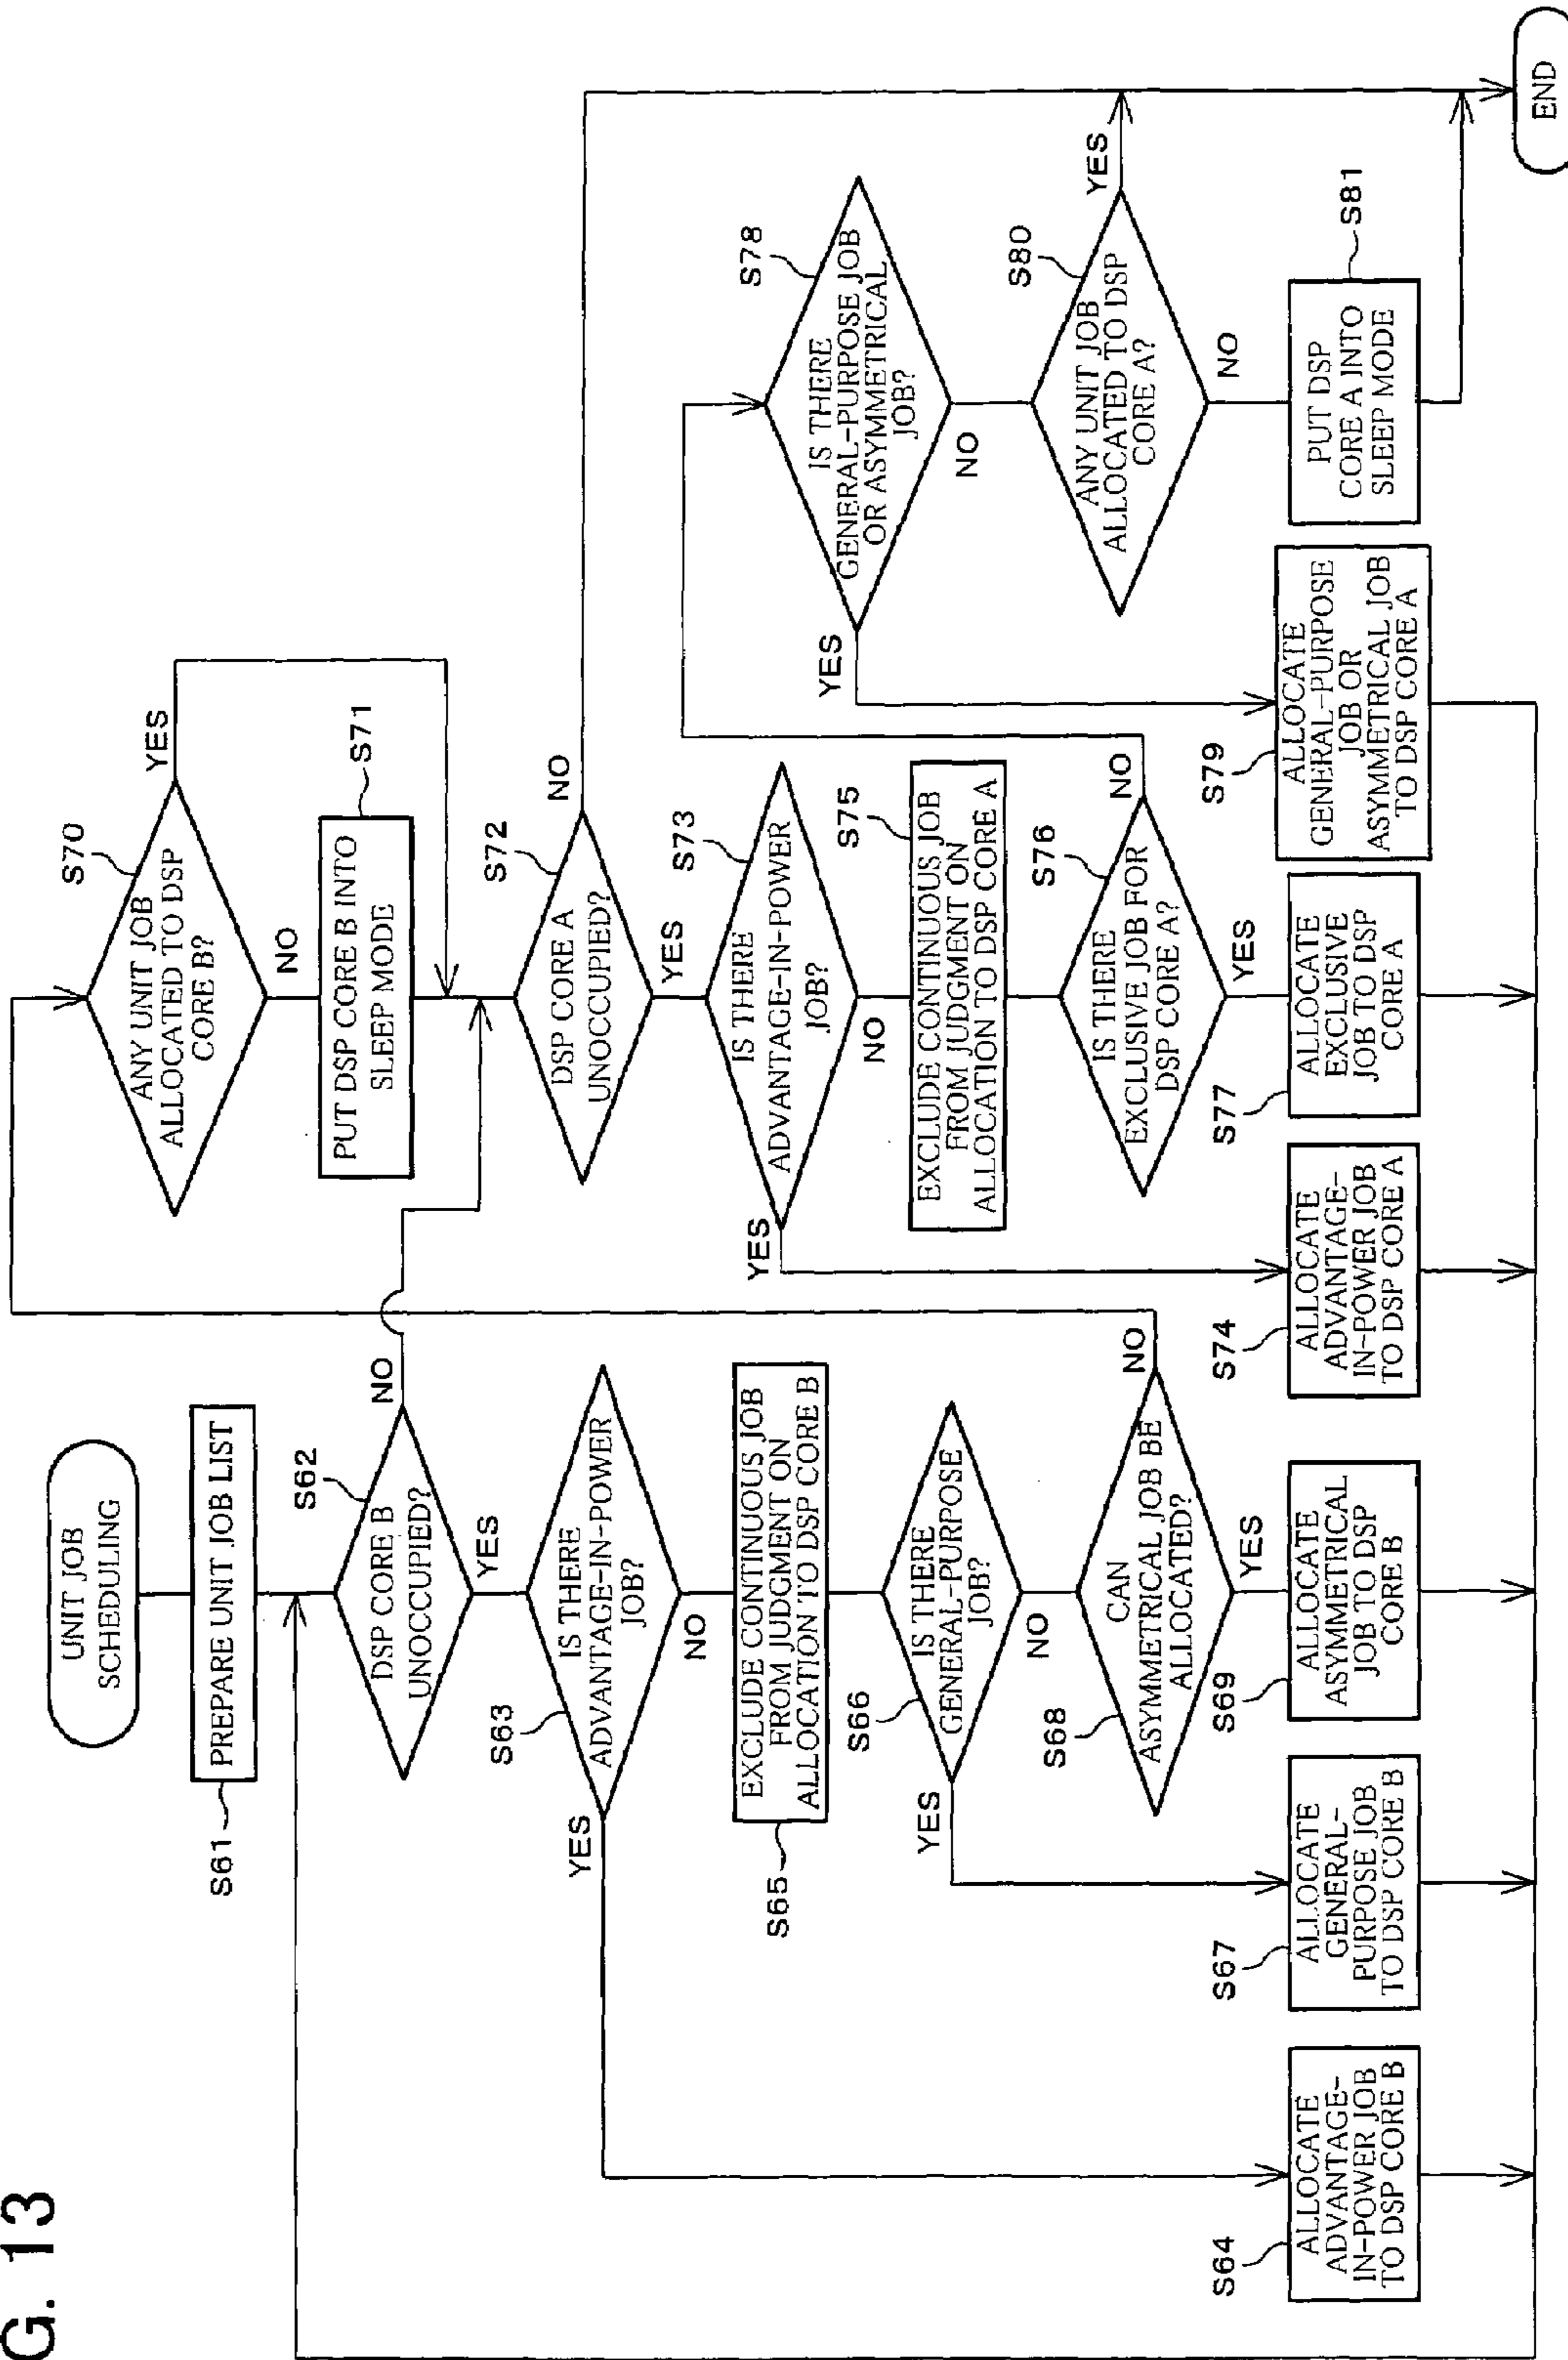 G. 13
UNIT JOB
SCHEDULING
S61
PREPARE UNIT JOB LIST
S62
DSP CORE B
UNOCCUPIED?
NO
YES
S63
IS THERE
ADVANTAGE-IN-POWER
JOB?
YES
NO
S64
ALLOCATE
ADVANTAGE-
IN-POWER JOB
TO DSP CORE B
S65
EXCLUDE CONTINUOUS JOB
FROM JUDGMENT ON
ALLOCATION TO DSP CORE B
S66
IS THERE
GENERAL-PURPOSE
JOB?
YES
NO
S67
ALLOCATE
GENERAL-
PURPOSE JOB
TO DSP CORE B
S68
CAN
ASYMMETRICAL JOB BE
ALLOCATED?
NO
YES
S69
ALLOCATE
ASYMMETRICAL
JOB TO DSP
CORE B
S70
ANY UNIT JOB
ALLOCATED TO DSP
CORE B?
YES
NO
S71
PUT DSP CORE B INTO
SLEEP MODE
S72
DSP CORE A
UNOCCUPIED?
NO
YES
S73
IS THERE
ADVANTAGE-IN-POWER
JOB?
YES
NO
S74
ALLOCATE
ADVANTAGE-
IN-POWER JOB
TO DSP CORE A
S75
EXCLUDE CONTINUOUS JOB
FROM JUDGMENT ON
ALLOCATION TO DSP CORE A
S76
IS THERE
EXCLUSIVE JOB FOR
DSP CORE A?
NO
YES
S77
ALLOCATE
EXCLUSIVE
JOB TO DSP
CORE A
S78
IS THERE
GENERAL-PURPOSE JOB
OR ASYMMETRICAL
JOB?
YES
NO
S79
ALLOCATE
GENERAL-PURPOSE
JOB OR
ASYMMETRICAL JOB
TO DSP CORE A
S80
ANY UNIT JOB
ALLOCATED TO DSP
CORE A?
YES
NO
S81
PUT DSP
CORE A INTO
SLEEP MODE
END